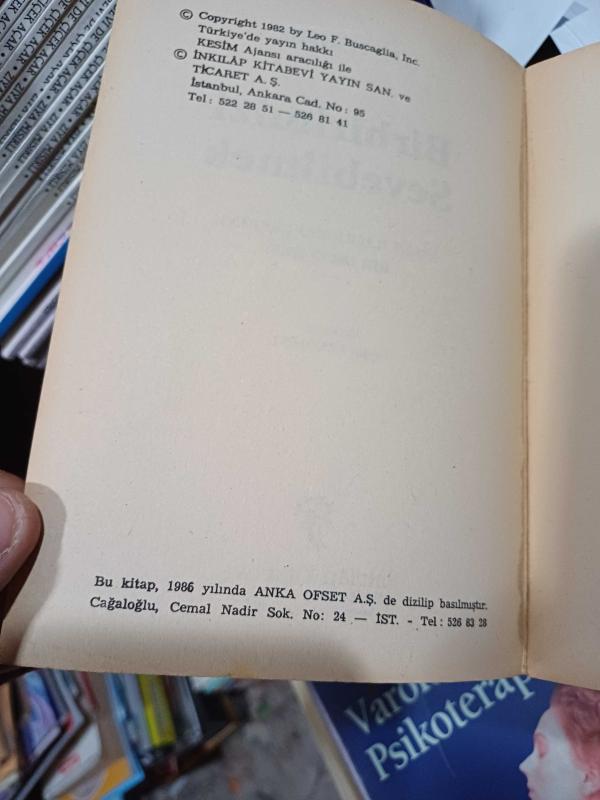 © Copyright 1982 by Leo F. Buscaglia, Inc.
Türkiye'de yayın hakkı
KESİM Ajansı aracılığı ile
© İNKILÂP KİTABEVİ YAYIN SAN. ve
TİCARET A. Ş.
İstanbul, Ankara Cad. No: 95
Tel: 522 28 51 — 526 81 41
Bu kitap, 1986 yılında ANKA OFSET A.Ş. de dizilip basılmıştır.
Cağaloğlu, Cemal Nadir Sok. No: 24 — İST. - Tel: 526 83 28
Psikoterap